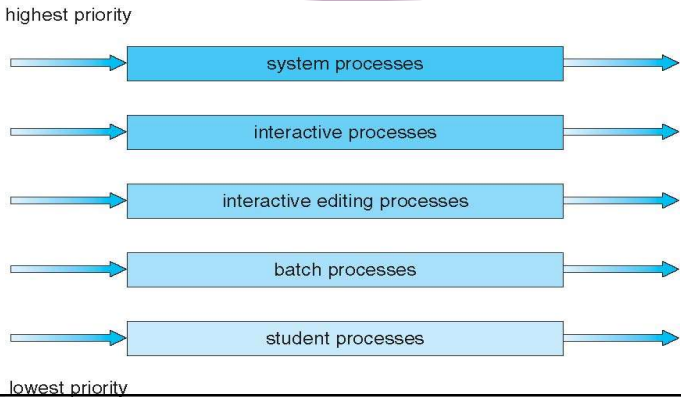 highest priority
system processes
interactive processes
interactive editing processes
batch processes
student processes
lowest priority